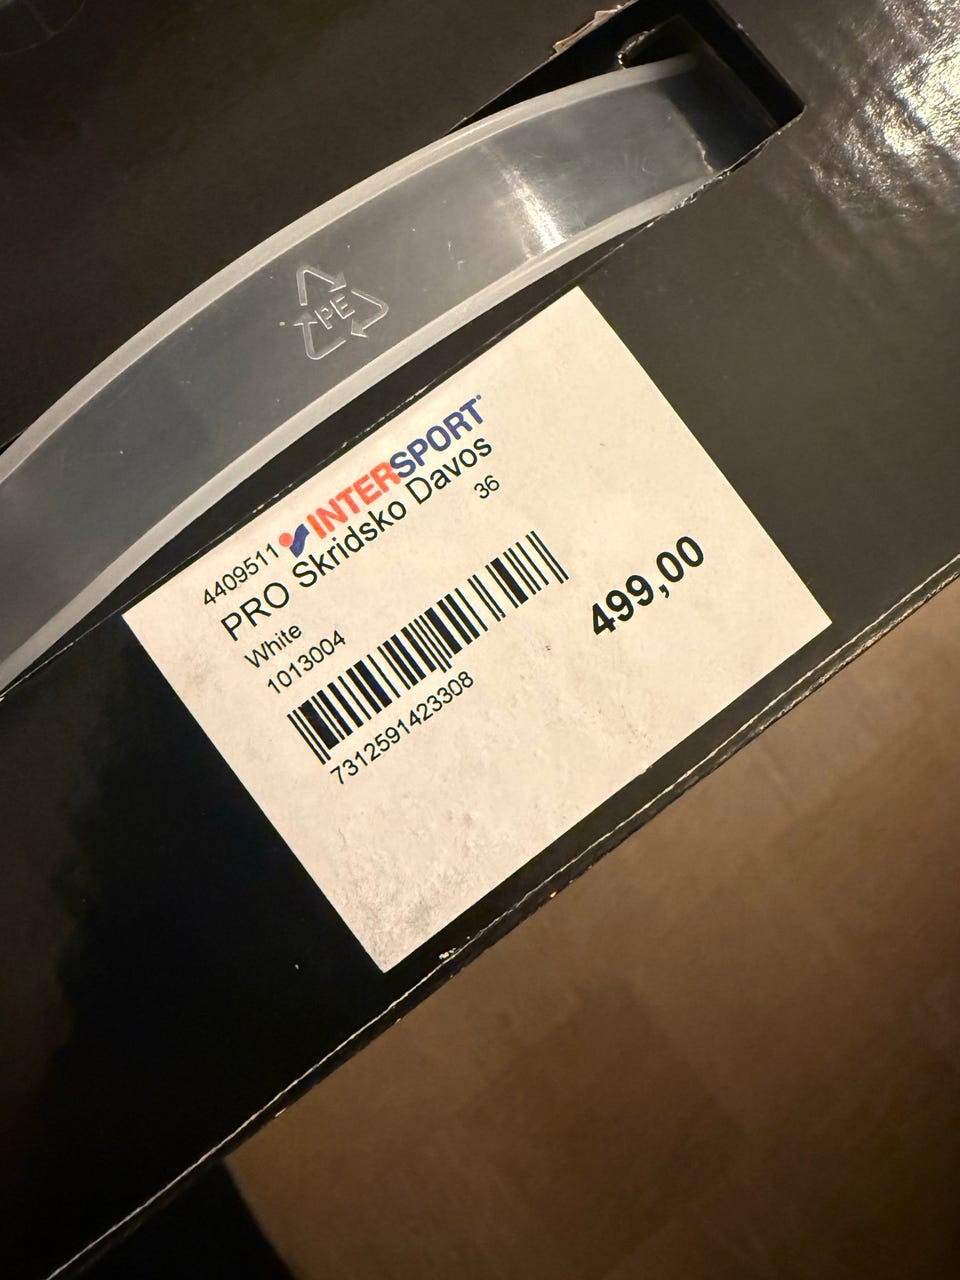 PE
4409511 INTERSPORT
PRO Skridsko Davos
White 36
1013004
7312591423308
499,00